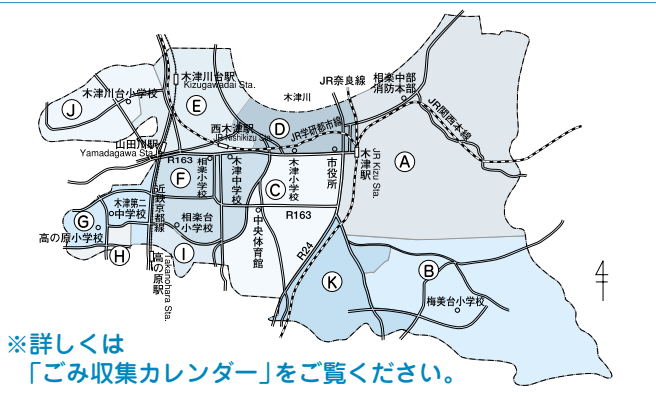 木津川台駅
Kizugawadai Sta.
木津川台小学校
J
E
木津川
JR奈良線
相楽中部
消防本部
JR関西本線
西木津駅
JR Nishikizu Sta.
D
JR学研都市線
山田川駅
Yamadagawa Sta.
R163
F
相楽小学校
木津中学校
C
木津小学校
市役所
木津駅
JR Kizu Sta.
A
G
木津第二
中学校
近鉄京都線
相楽台
小学校
R163
高の原小学校
H
I
高の原駅
Takanohara Sta.
中央体育館
R24
K
B
梅美台小学校
※詳しくは
「ごみ収集カレンダー」をご覧ください。